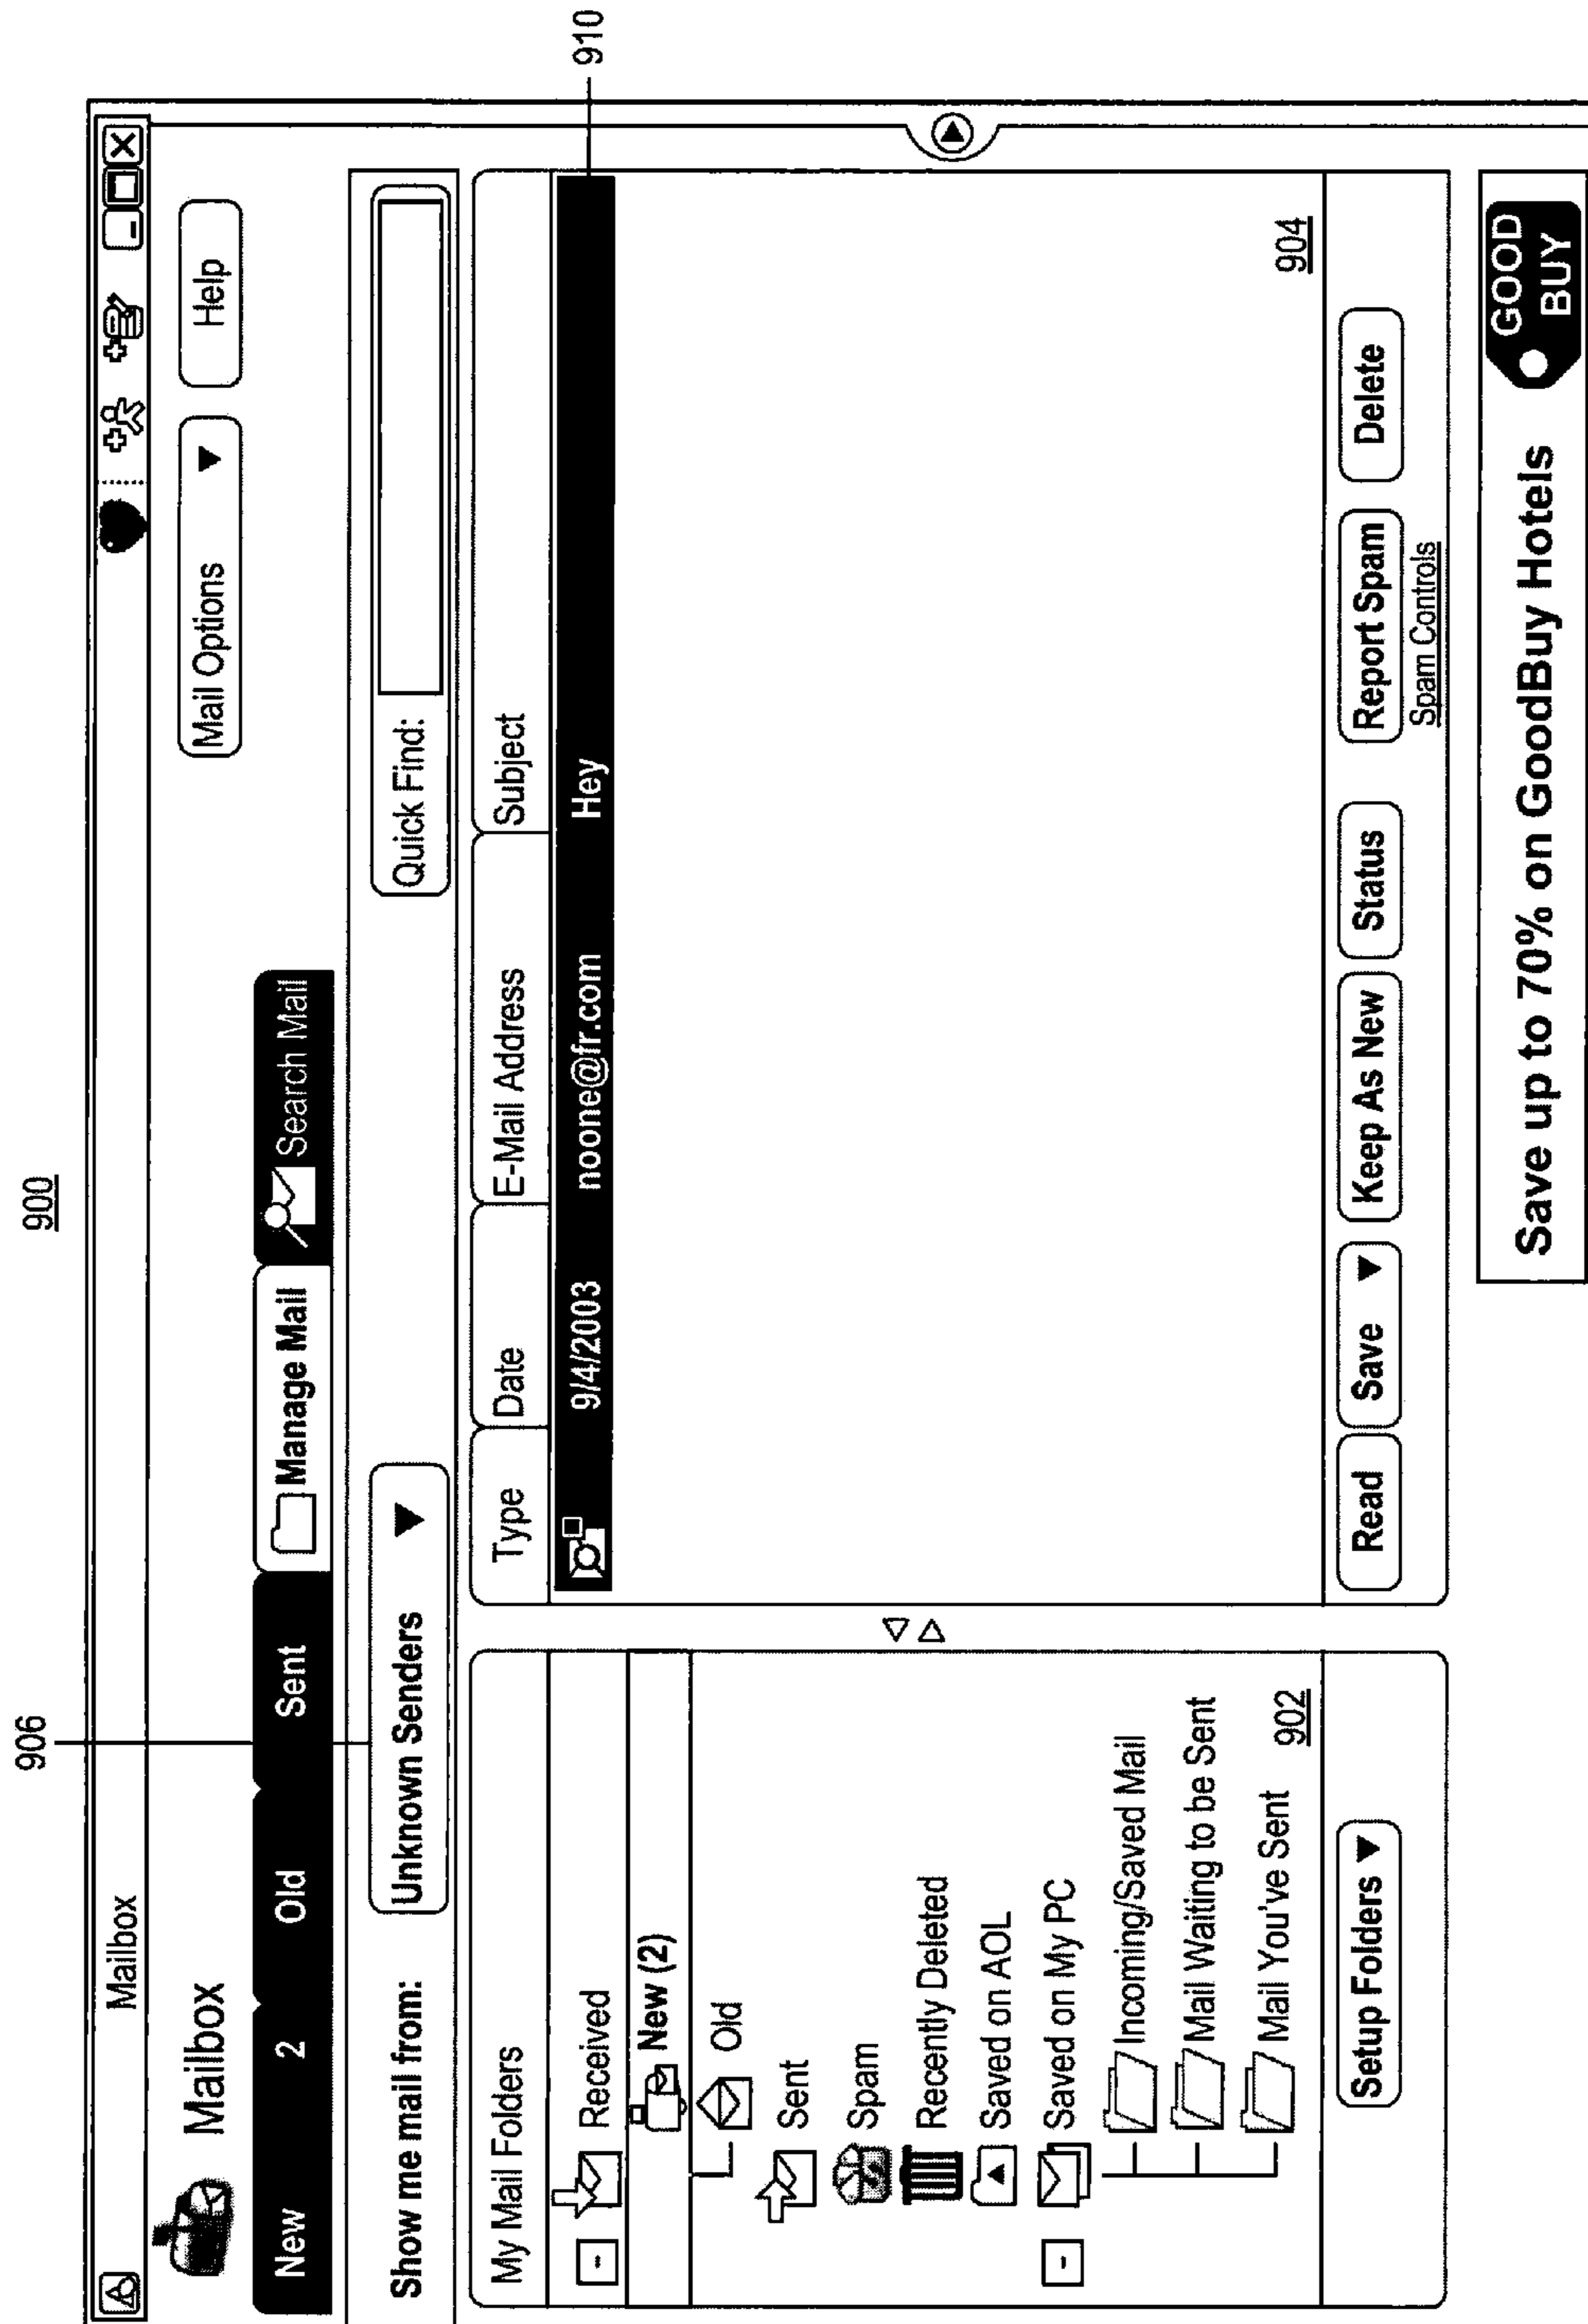 900
906
Mailbox
Mailbox
Mail Options
Help
New 2
Old
Sent
Manage Mail
Search Mail
Show me mail from:
Unknown Senders
Quick Find:
My Mail Folders
Received
New (2)
Old
Sent
Spam
Recently Deleted
Saved on AOL
Saved on My PC
Incoming/Saved Mail
Mail Waiting to be Sent
Mail You've Sent
902
Setup Folders
Type Date E-Mail Address Subject
9/4/2003 noone@fr.com Hey
910
904
Read
Save
Keep As New
Status
Report Spam
Delete
Spam Controls
Save up to 70% on GoodBuy Hotels
GOOD
BUY